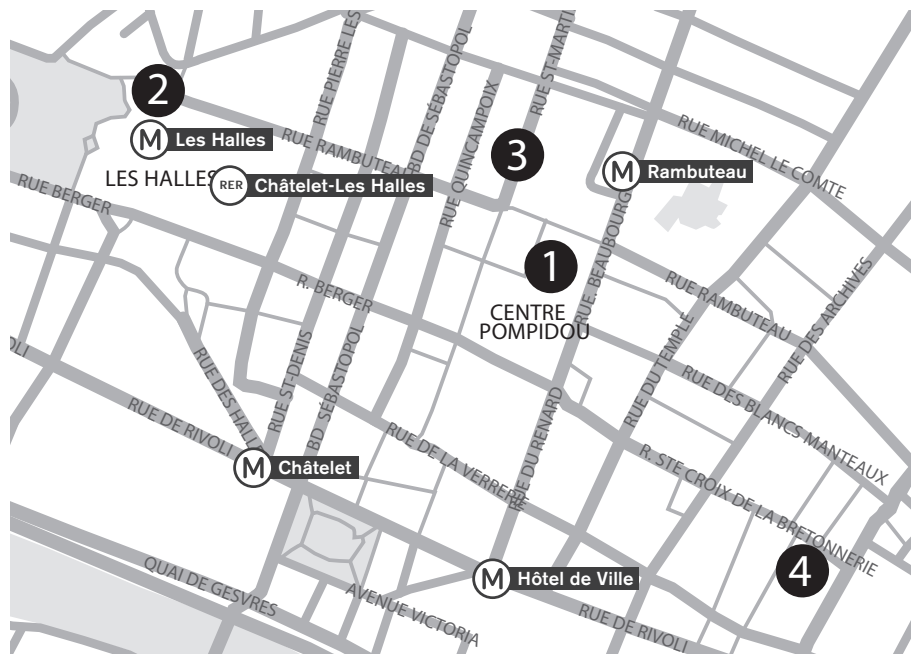 RUE PIERRE LES
BD DE SÉBASTOPOL
RUE QUINCAMPOIX
RUE ST-MARTI
2
M Les Halles
LES HALLES
RER Châtelet-Les Halles
RUE RAMBUTEAU
3
M Rambuteau
RUE MICHEL LE COMTE
RUE BERGER
R. BERGER
1
CENTRE
POMPIDOU
RUE. BEAUBOURG
RUE RAMBUTEAU
RUE DES ARCHIVES
RUE DU TEMPLE
OLI
RUE DE RIVOLI
RUE DES HALLE
RUE ST-DENIS
BD SÉBASTOPOL
M Châtelet
RUE DE LA VERRERIE
RUE DU RENARD
RUE DES BLANCS MANTEAUX
R. STE CROIX DE LA BRETONNERIE
4
M Hôtel de Ville
QUAI DE GESVRES
AVENUE VICTORIA
RUE DE RIVOLI